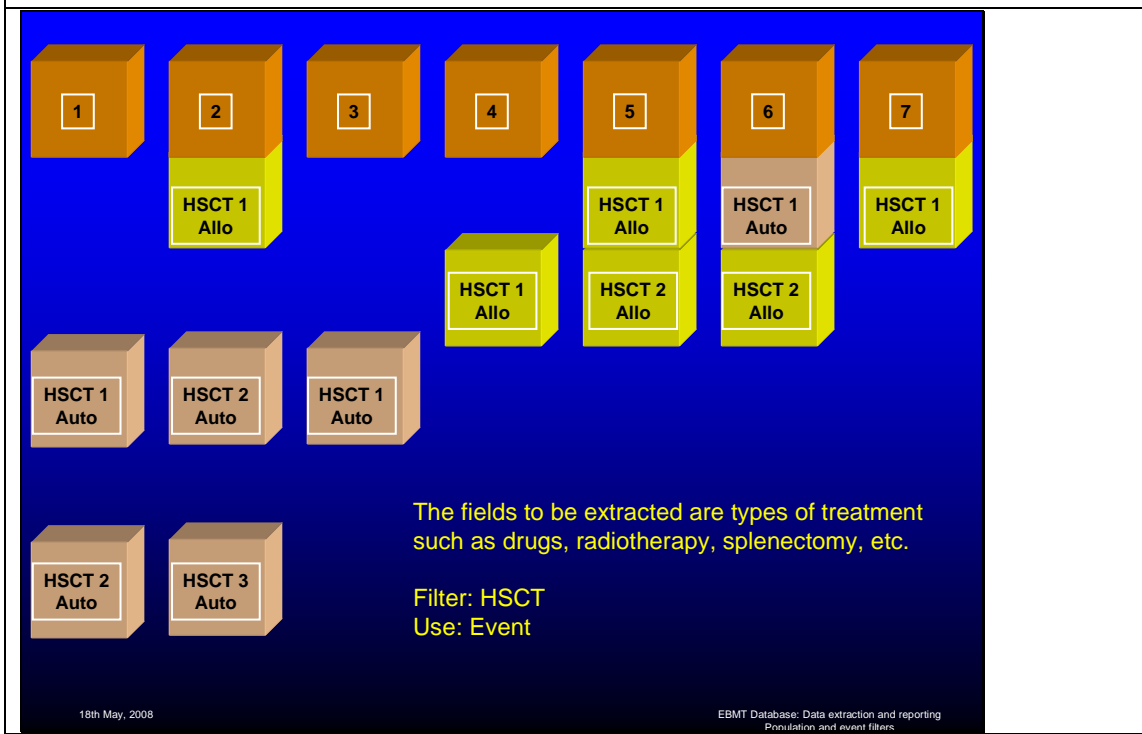 1
2
3
4
5
6
7
HSCT 1
Allo
HSCT 1
Allo
HSCT 1
Auto
HSCT 1
Allo
HSCT 1
Allo
HSCT 2
Allo
HSCT 2
Allo
HSCT 1
Auto
HSCT 2
Auto
HSCT 1
Auto
HSCT 2
Auto
HSCT 3
Auto
The fields to be extracted are types of treatment
such as drugs, radiotherapy, splenectomy, etc.
Filter: HSCT
Use: Event
18th May, 2008
EBMT Database: Data extraction and reporting
Population and event filters